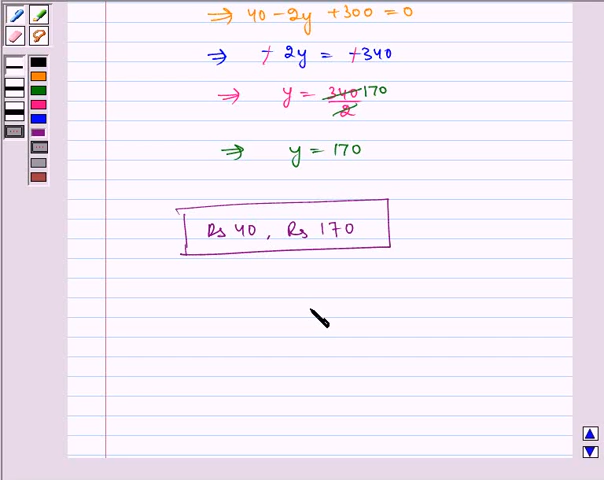 ⇒ 40 - 2y + 300 = 0
⇒ + 2y = + 340
⇒ y = 340/2 170
⇒ y = 170
Rs 40, Rs 170